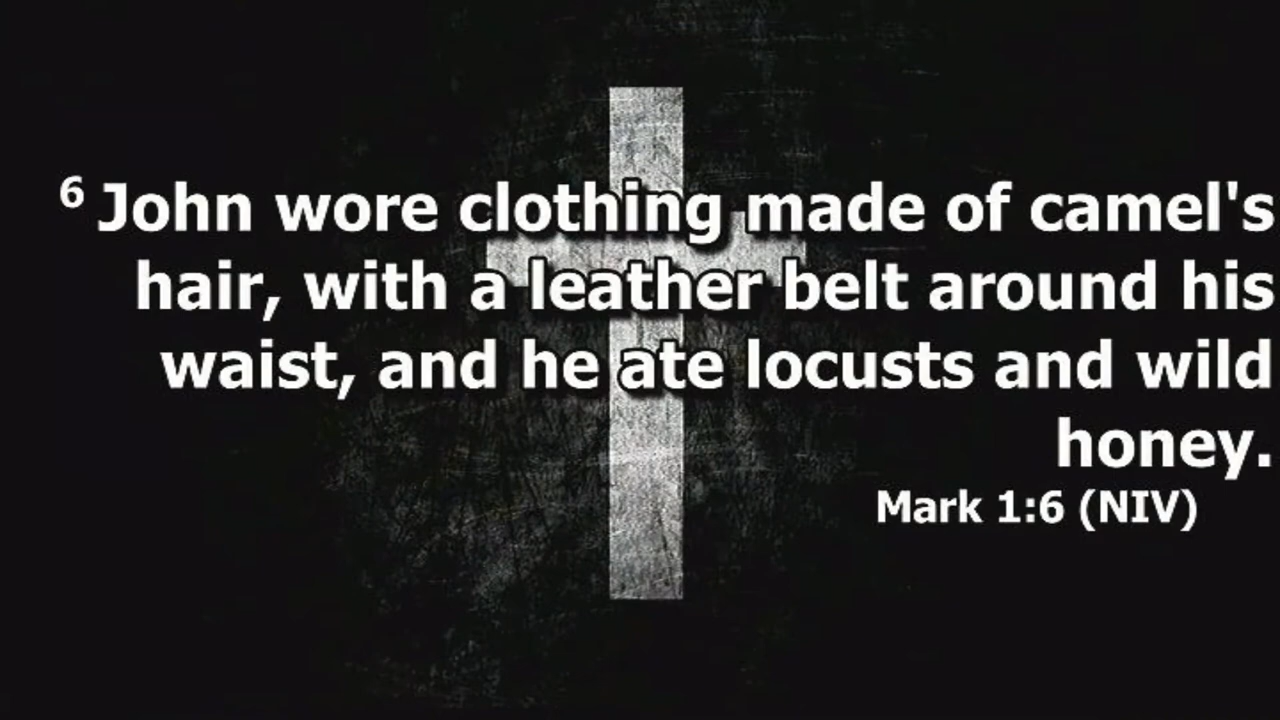 6 John wore clothing made of camel's
hair, with a leather belt around his
waist, and he ate locusts and wild
honey.
Mark 1:6 (NIV)